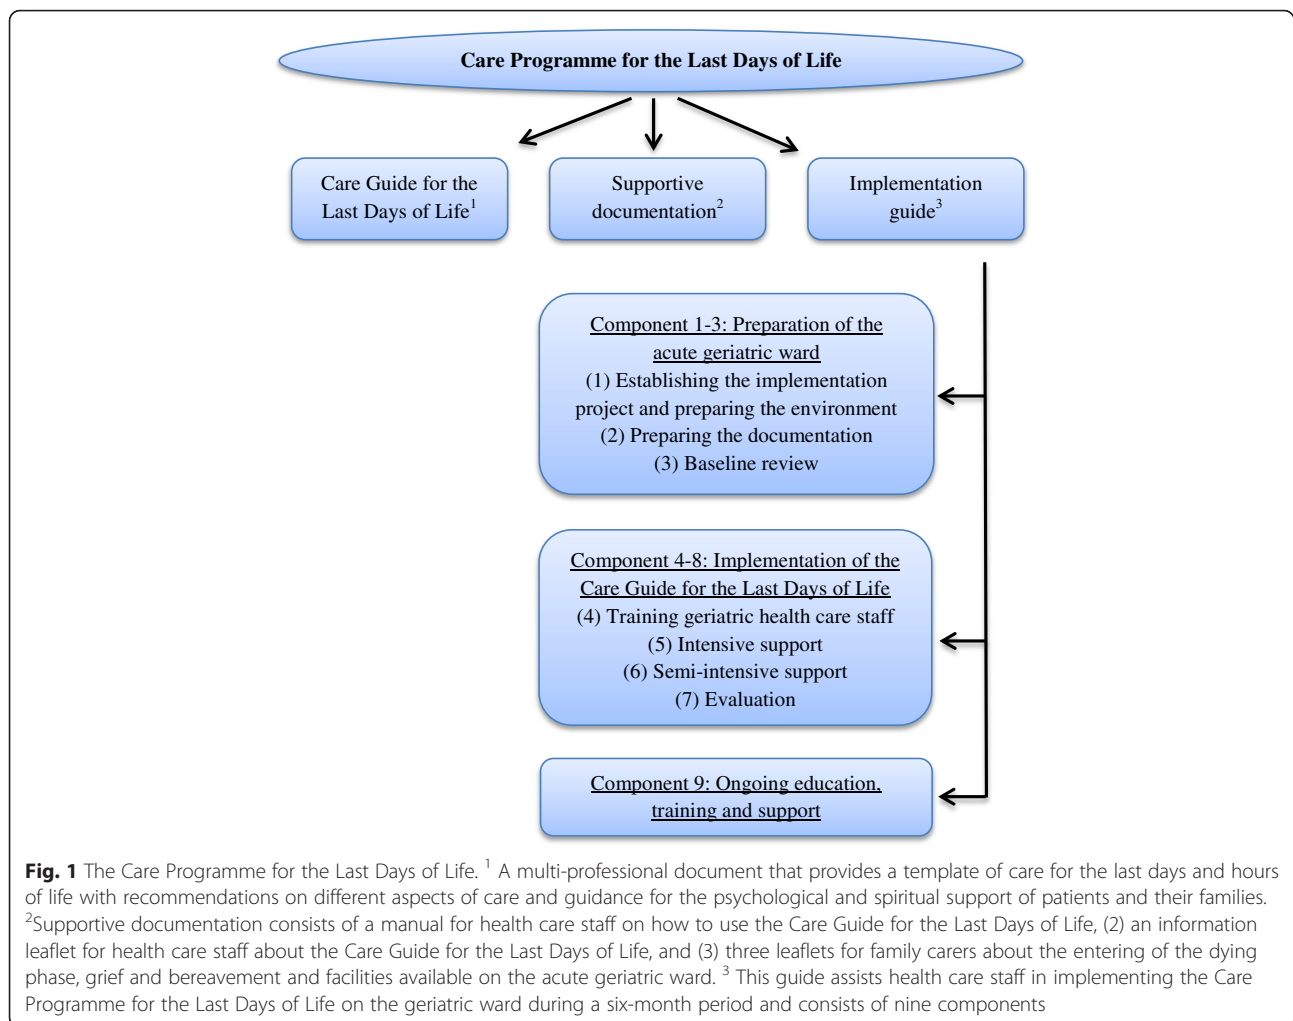 Care Programme for the Last Days of Life
Care Guide for the
Last Days of Life1
Supportive
documentation2
Implementation
guide3
Component 1-3: Preparation of the
acute geriatric ward
(1) Establishing the implementation
project and preparing the environment
(2) Preparing the documentation
(3) Baseline review
Component 4-8: Implementation of the
Care Guide for the Last Days of Life
(4) Training geriatric health care staff
(5) Intensive support
(6) Semi-intensive support
(7) Evaluation
Component 9: Ongoing education,
training and support
Fig. 1 The Care Programme for the Last Days of Life. 1 A multi-professional document that provides a template of care for the last days and hours
of life with recommendations on different aspects of care and guidance for the psychological and spiritual support of patients and their families.
2Supportive documentation consists of a manual for health care staff on how to use the Care Guide for the Last Days of Life, (2) an information
leaflet for health care staff about the Care Guide for the Last Days of Life, and (3) three leaflets for family carers about the entering of the dying
phase, grief and bereavement and facilities available on the acute geriatric ward. 3 This guide assists health care staff in implementing the Care
Programme for the Last Days of Life on the geriatric ward during a six-month period and consists of nine components